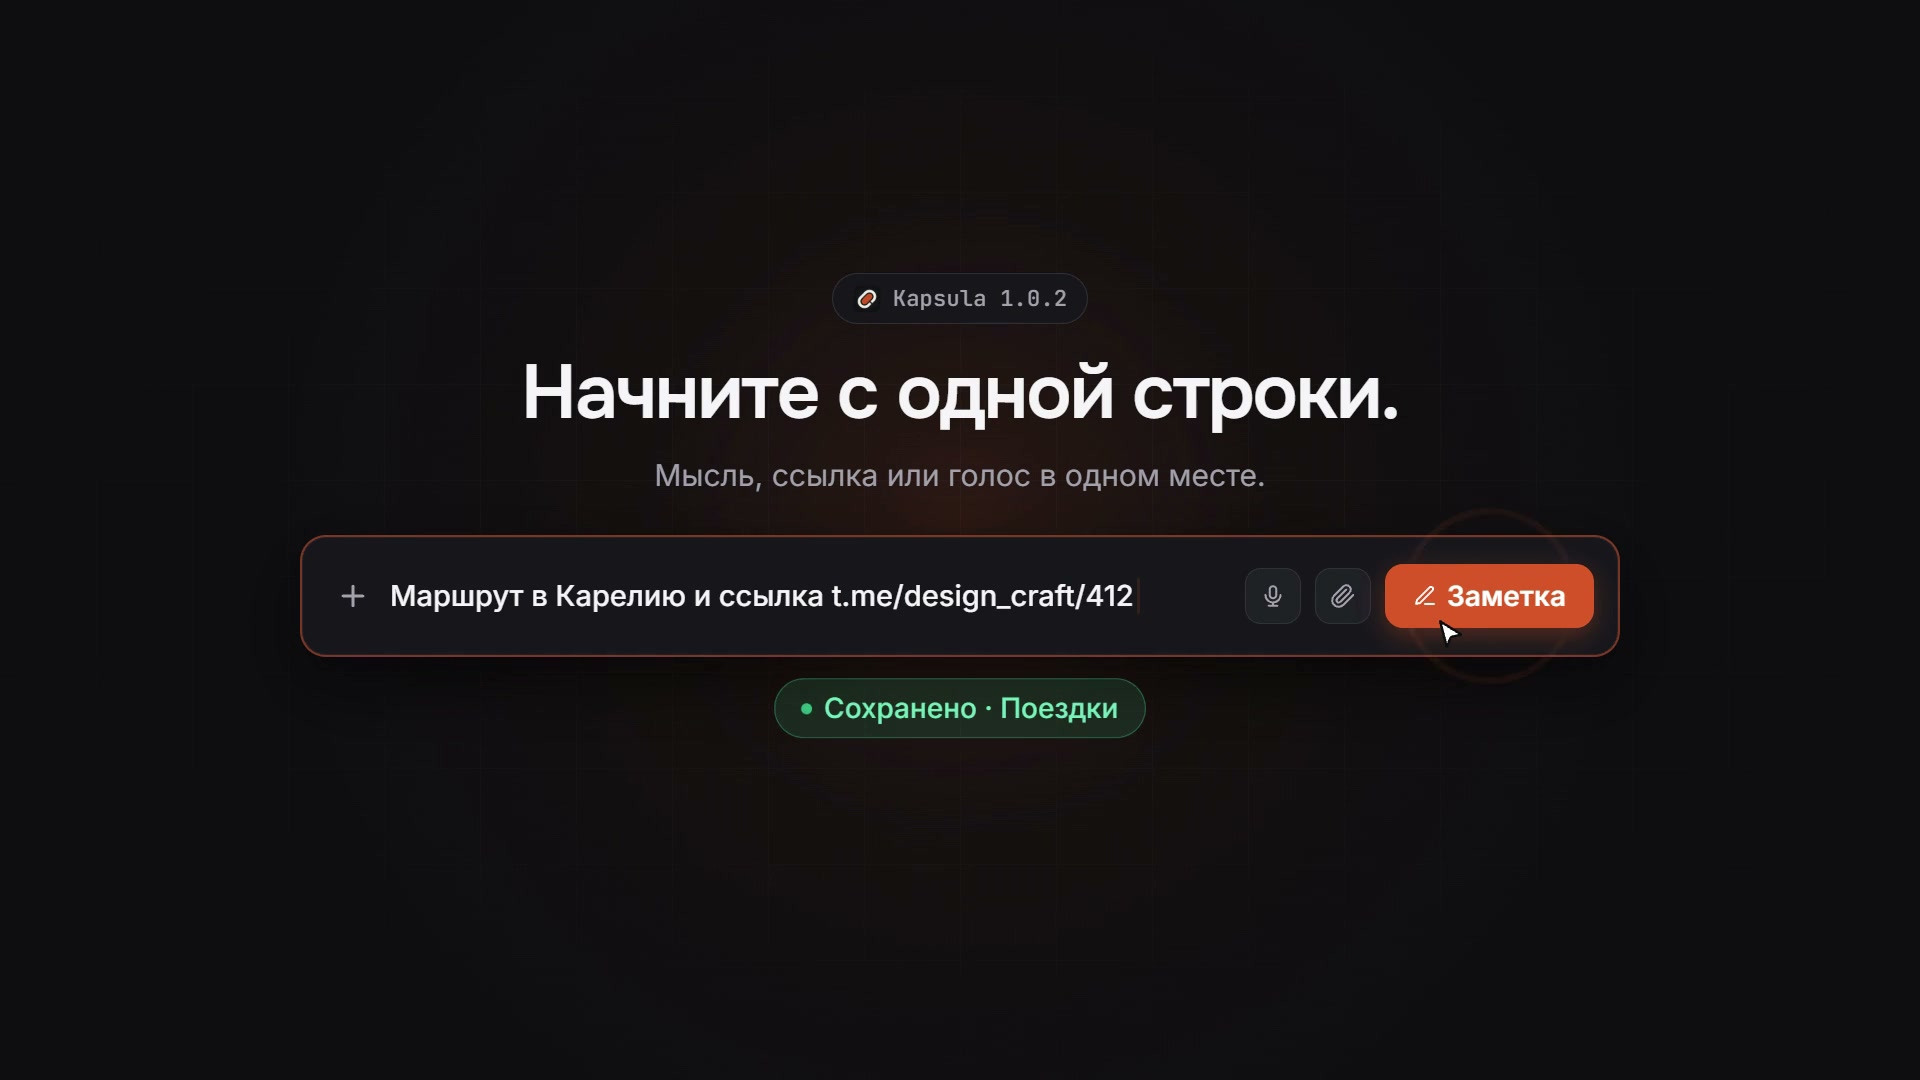 Kapsula 1.0.2
Начните с одной строки.
Мысль, ссылка или голос в одном месте.
Маршрут в Карелию и ссылка t.me/design_craft/412
Заметка
Сохранено · Поездки